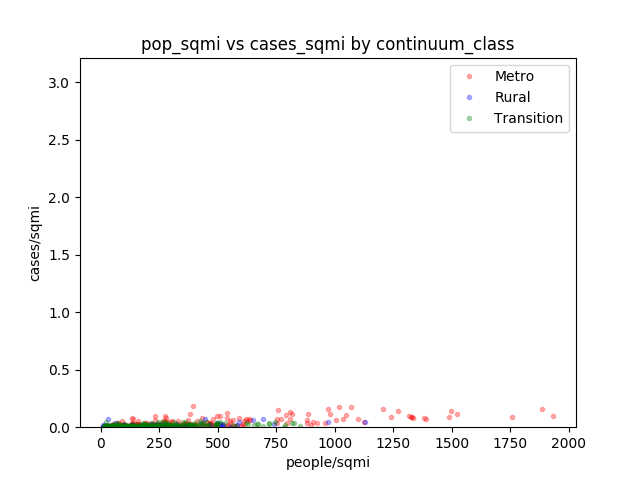 pop_sqmi vs cases_sqmi by continuum_class
Metro
Rural
Transition
3.0
2.5
2.0
1.5
1.0
0.5
0.0
cases/sqmi
0 250 500 750 1000 1250 1500 1750 2000
people/sqmi